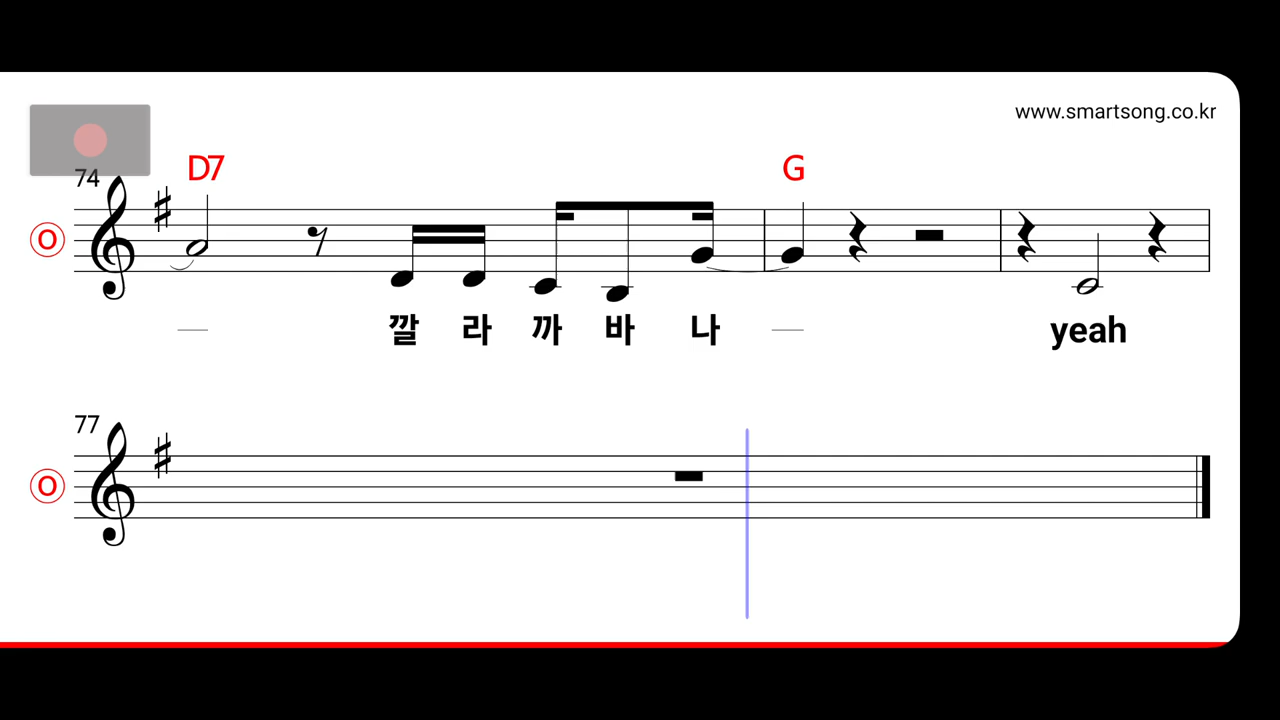 www.smartsong.co.kr
74
D7 G
O
깔 라 까 바 나 yeah
77
O